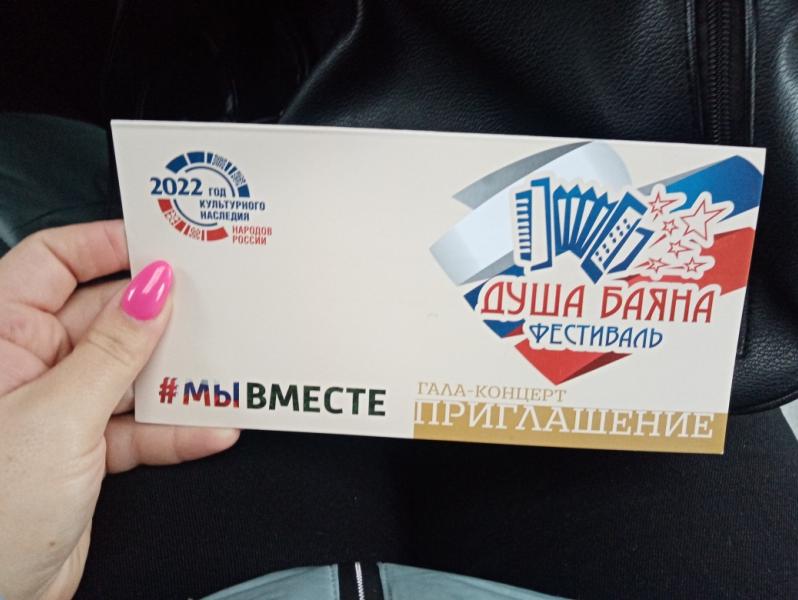 2022 ГОД
КУЛЬТУРНОГО
НАСЛЕДИЯ
НАРОДОВ
РОССИИ
ДУША БАЯНА
ФЕСТИВАЛЬ
#МЫВМЕСТЕ
ГАЛА-КОНЦЕРТ
ПРИГЛАШЕНИЕ